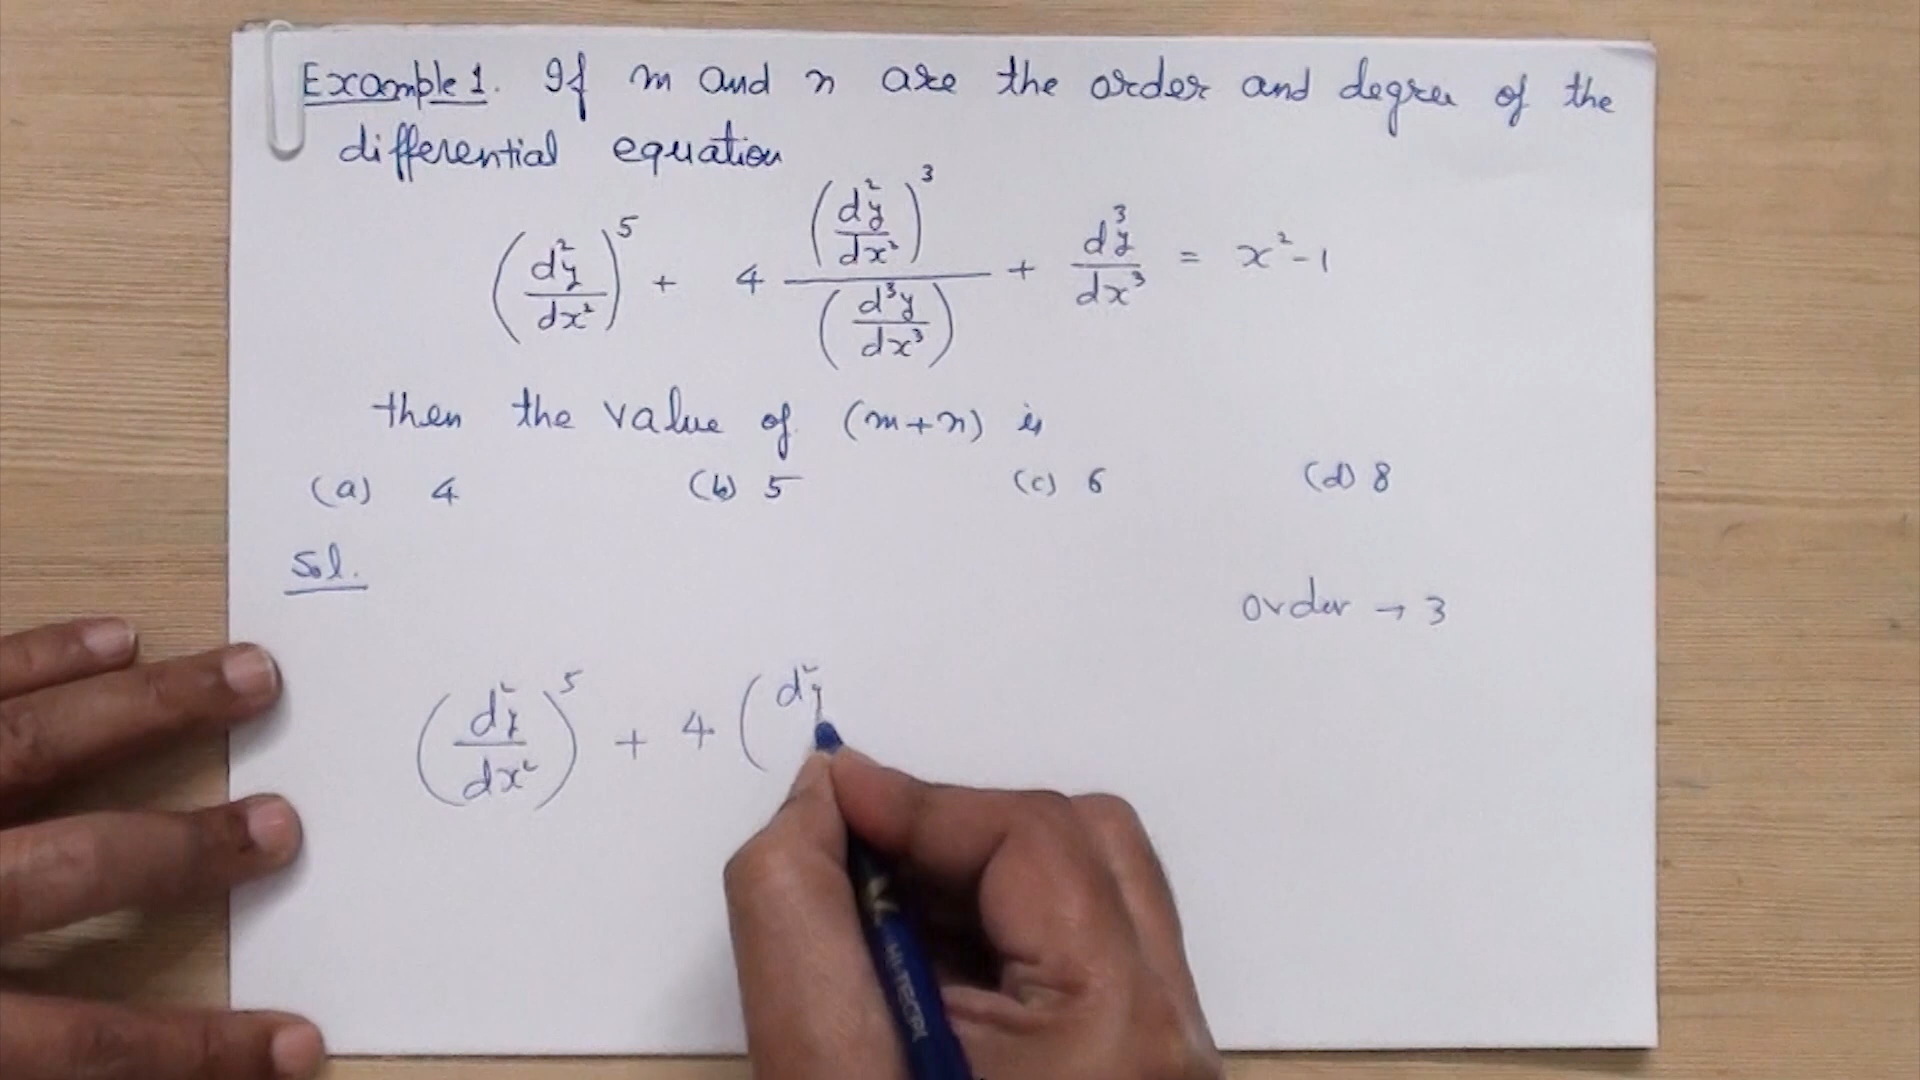 Example 1. If m and n are the order and degree of the
differential equation
(d²y/dx²)⁵ + 4 (d²y/dx²)³/(d³y/dx³) + d³y/dx³ = x² - 1
then the value of (m+n) is
(a) 4 (b) 5 (c) 6 (d) 8
Sol.
order → 3
(d²y/dx²)⁵ + 4 (d²y